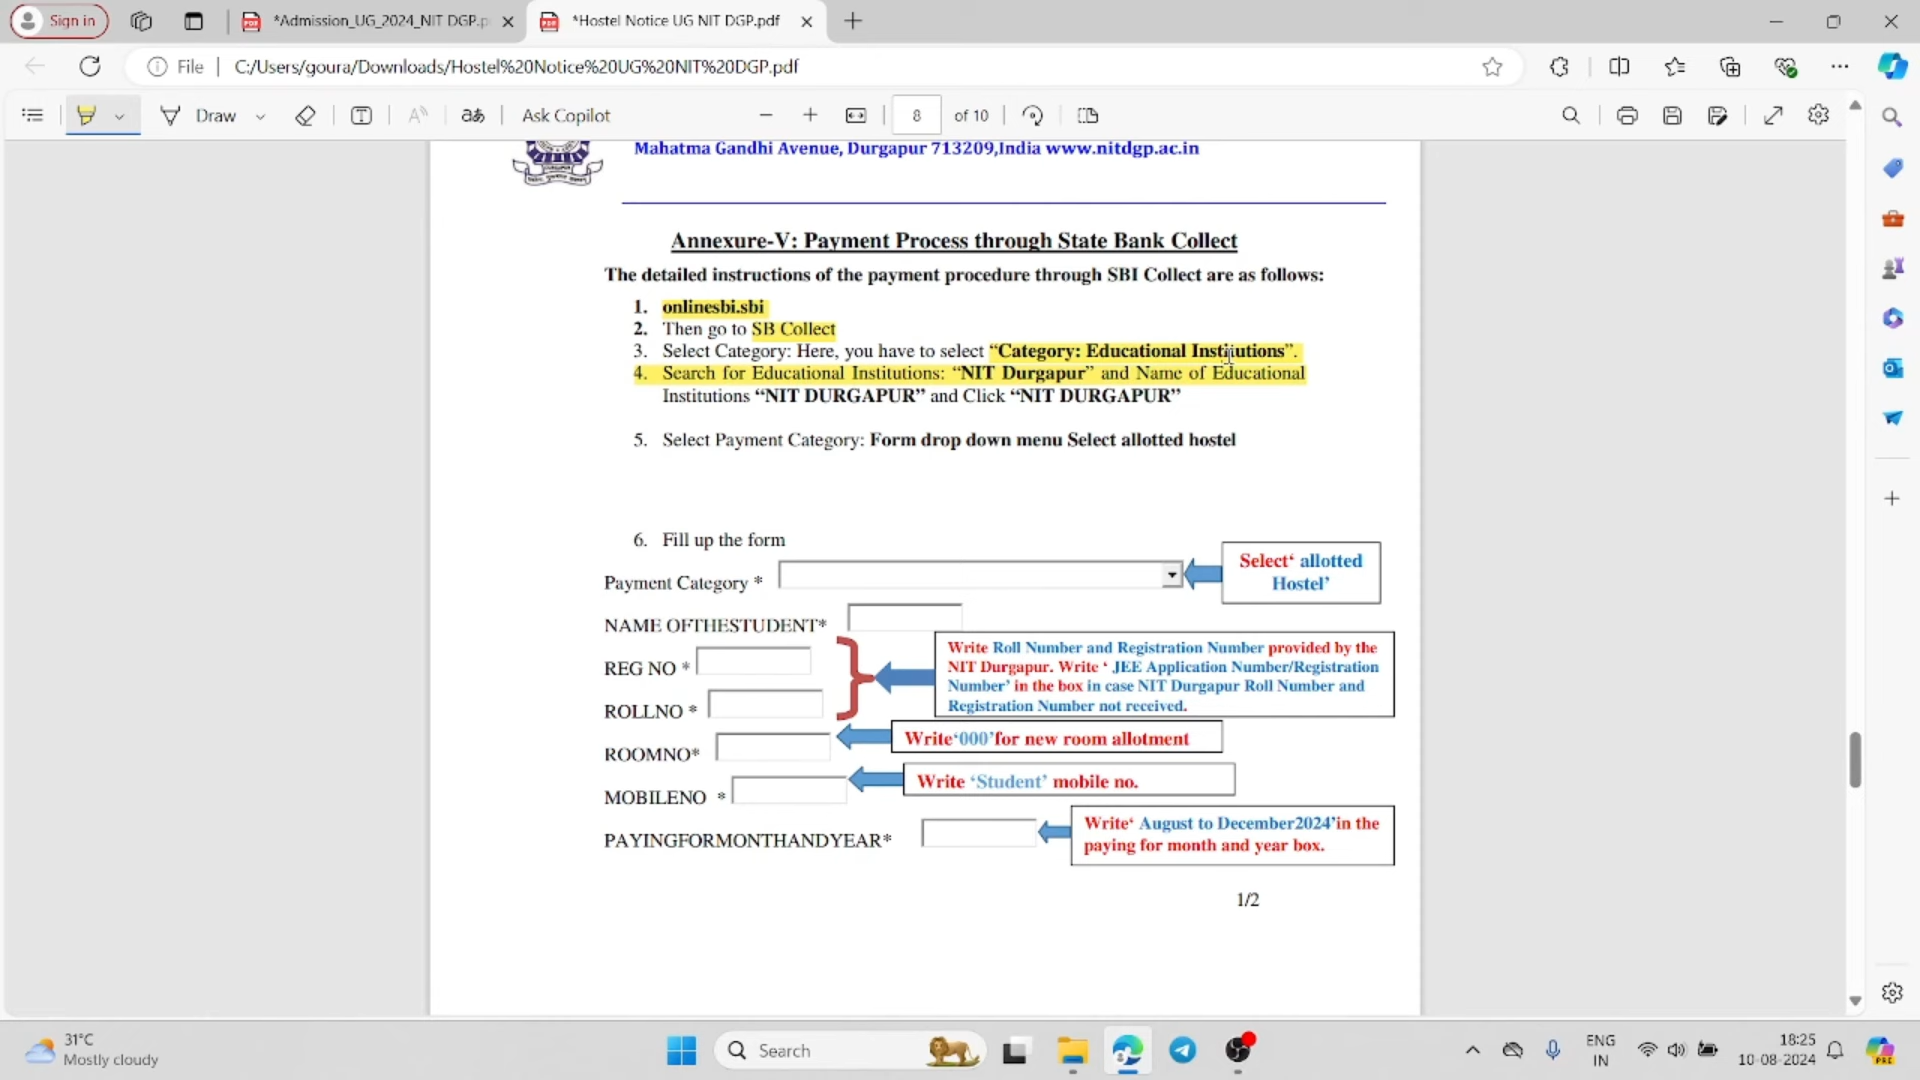 Sign in
*Admission_UG_2024_NIT DGP.p
*Hostel Notice UG NIT DGP.pdf
File
C:/Users/goura/Downloads/Hostel%20Notice%20UG%20NIT%20DGP.pdf
Draw
Ask Copilot
8 of 10
Mahatma Gandhi Avenue, Durgapur 713209,India www.nitdgp.ac.in
Annexure-V: Payment Process through State Bank Collect
The detailed instructions of the payment procedure through SBI Collect are as follows:
1. onlinesbi.sbi
2. Then go to SB Collect
3. Select Category: Here, you have to select “Category: Educational Institutions”.
4. Search for Educational Institutions: “NIT Durgapur” and Name of Educational
Institutions “NIT DURGAPUR” and Click “NIT DURGAPUR”
5. Select Payment Category: Form drop down menu Select allotted hostel
6. Fill up the form
Payment Category *
Select‘ allotted
Hostel’
NAME OFTHESTUDENT*
REG NO *
ROLLNO *
Write Roll Number and Registration Number provided by the
NIT Durgapur. Write ‘ JEE Application Number/Registration
Number’ in the box in case NIT Durgapur Roll Number and
Registration Number not received.
ROOMNO*
Write‘000’for new room allotment
MOBILENO *
Write ‘Student’ mobile no.
PAYINGFORMONTHANDYEAR*
Write‘ August to December2024’in the
paying for month and year box.
1/2
31°C
Mostly cloudy
Search
ENG
IN
18:25
10-08-2024